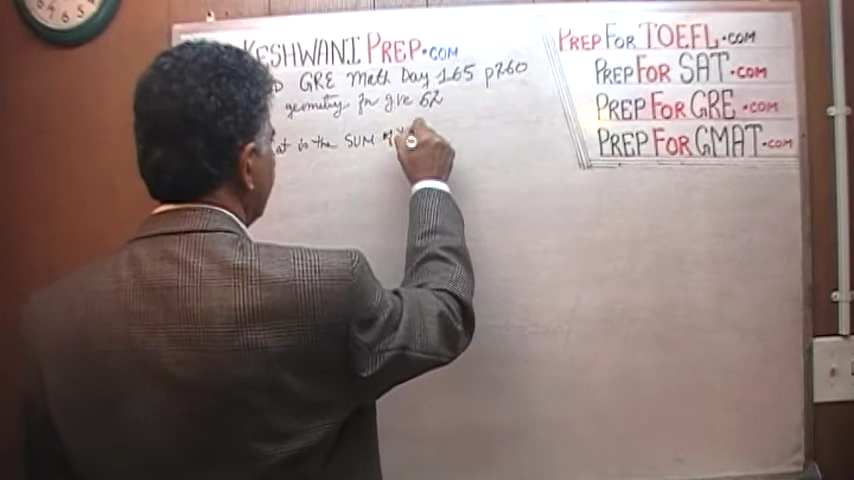 KESHWANI PREP.COM
GRE Math Day 165 p260
geometry for gre 62
at is the SUM of
PREP FOR TOEFL.COM
PREP FOR SAT.COM
PREP FOR GRE.COM
PREP FOR GMAT.COM